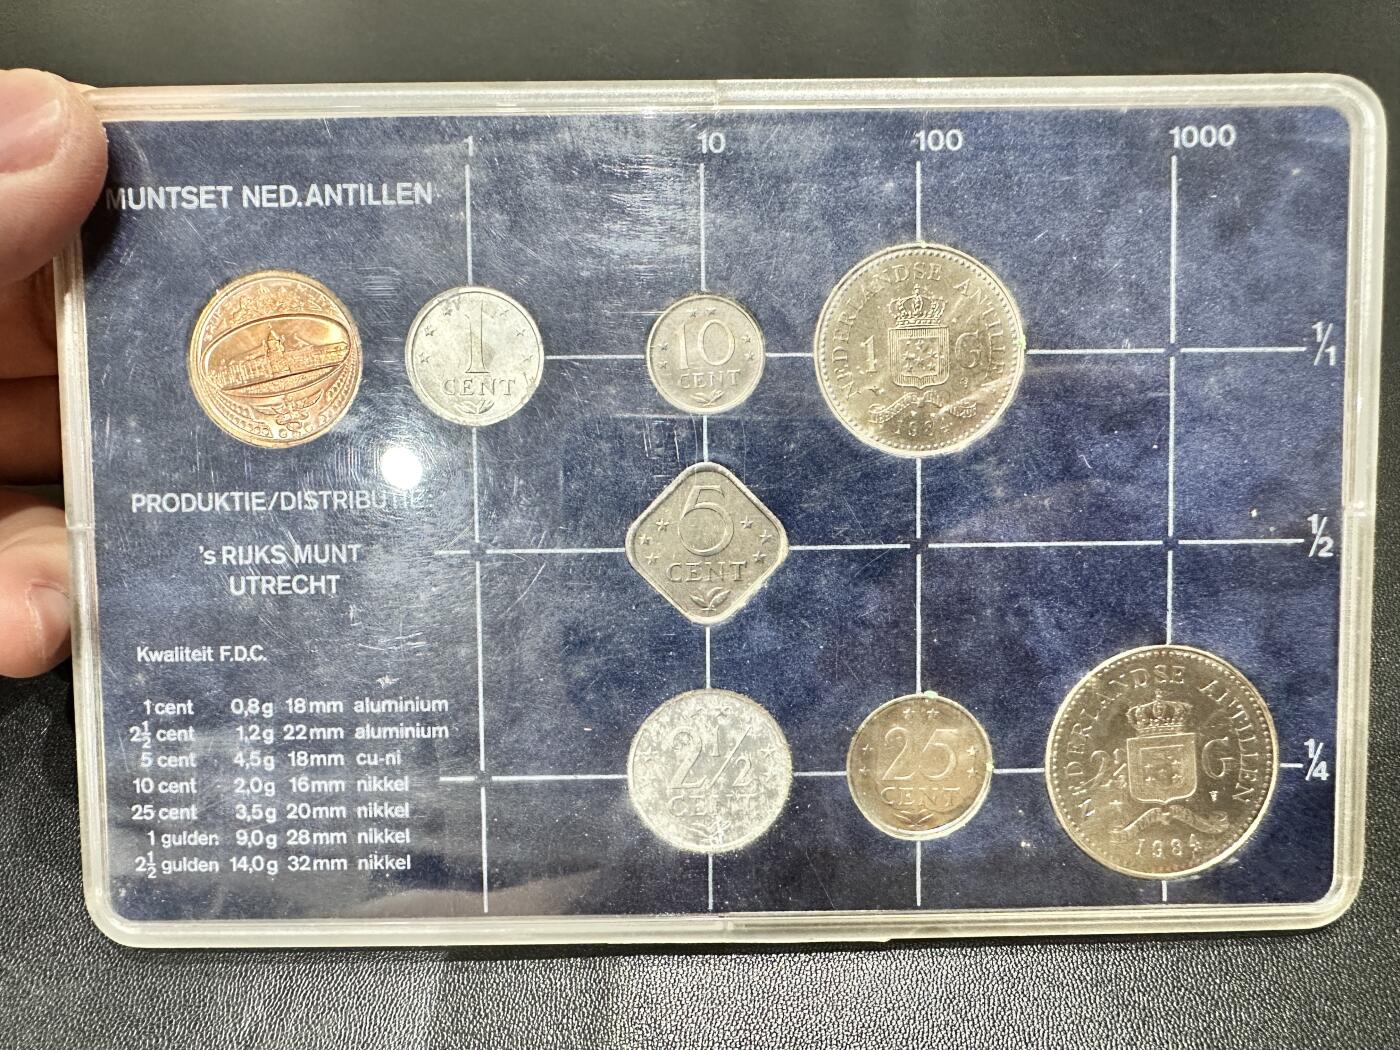 1 10 100 1000
MUNTSET NED.ANTILLEN
1
CENT
10
CENT
NEDERLANDSE ANTILLEN
1 G
1984
1/1
PRODUKTIE/DISTRIBUTIE
5
CENT
's RIJKS MUNT
UTRECHT
1/2
Kwaliteit F.D.C.
1 cent 0,8g 18mm aluminium
2½ cent 1,2g 22mm aluminium
5 cent 4,5g 18mm cu-ni
10 cent 2,0g 16mm nikkel
25 cent 3,5g 20mm nikkel
1 gulden 9,0g 28mm nikkel
2½ gulden 14,0g 32mm nikkel
2½
CENT
25
CENT
NEDERLANDSE ANTILLEN
2½ G
1984
1/4